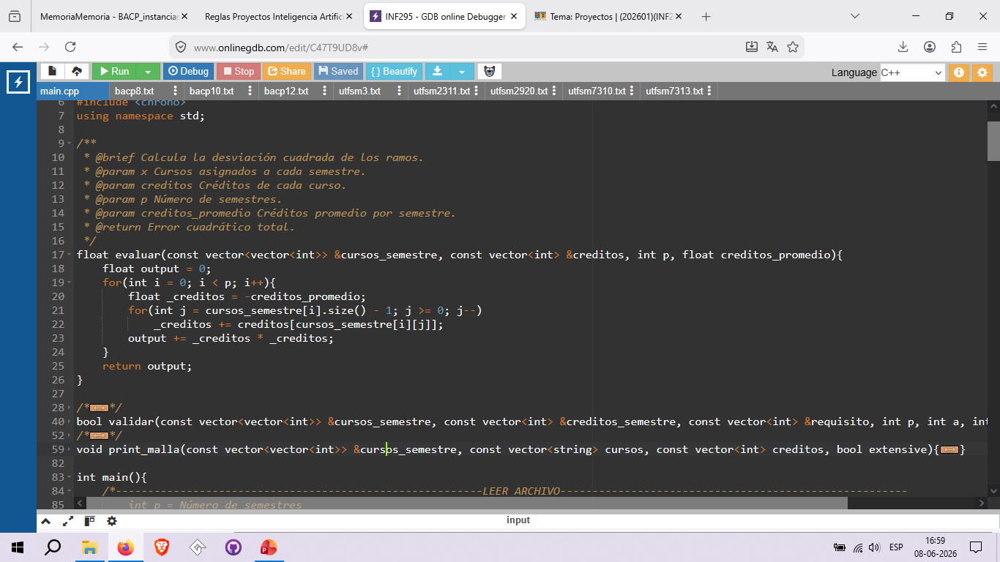 MemoriaMemoria - BACP_instancias
Reglas Proyectos Inteligencia Artific
INF295 - GDB online Debugger
Tema: Proyectos | (202601)(INF2
www.onlinegdb.com/edit/C47T9UD8v#
Run Debug Stop Share Saved { } Beautify Language C++
main.cpp bacp8.txt bacp10.txt bacp12.txt utfsm3.txt utfsm2311.txt utfsm2920.txt utfsm7310.txt utfsm7313.txt
6 #include <chrono>
7 using namespace std;
8
9 /**
10 * @brief Calcula la desviación cuadrada de los ramos.
11 * @param x Cursos asignados a cada semestre.
12 * @param creditos Créditos de cada curso.
13 * @param p Número de semestres.
14 * @param creditos_promedio Créditos promedio por semestre.
15 * @return Error cuadrático total.
16 */
17 float evaluar(const vector<vector<int>> &cursos_semestre, const vector<int> &creditos, int p, float creditos_promedio){
18 float output = 0;
19 for(int i = 0; i < p; i++){
20 float _creditos = -creditos_promedio;
21 for(int j = cursos_semestre[i].size() - 1; j >= 0; j--)
22 _creditos += creditos[cursos_semestre[i][j]];
23 output += _creditos * _creditos;
24 }
25 return output;
26 }
27
28 /* */
40 bool validar(const vector<vector<int>> &cursos_semestre, const vector<int> &creditos_semestre, const vector<int> &requisito, int p, int a, int
52 /* */
59 void print_malla(const vector<vector<int>> &cursos_semestre, const vector<string> cursos, const vector<int> creditos, bool extensive){ }
82
83 int main(){
84 /*---------------------------------------------------------LEER ARCHIVO------------------------------------------------------
85 int p = Número de semestres
input
ESP
16:59
08-06-2026